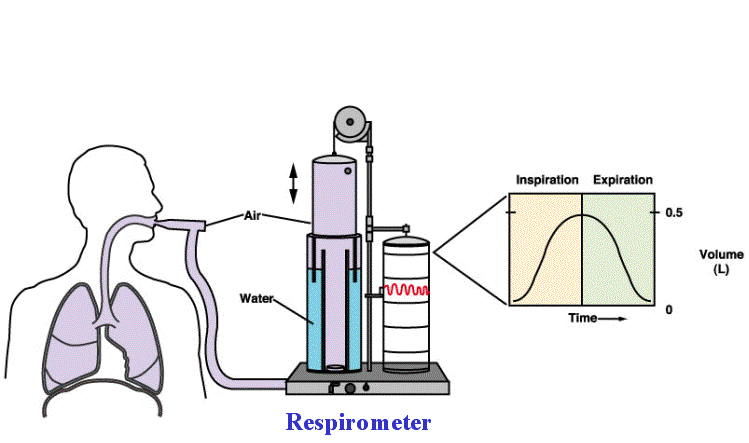 Inspiration
Expiration
Air
0.5
Volume
(L)
Water
0
Time
Respirometer